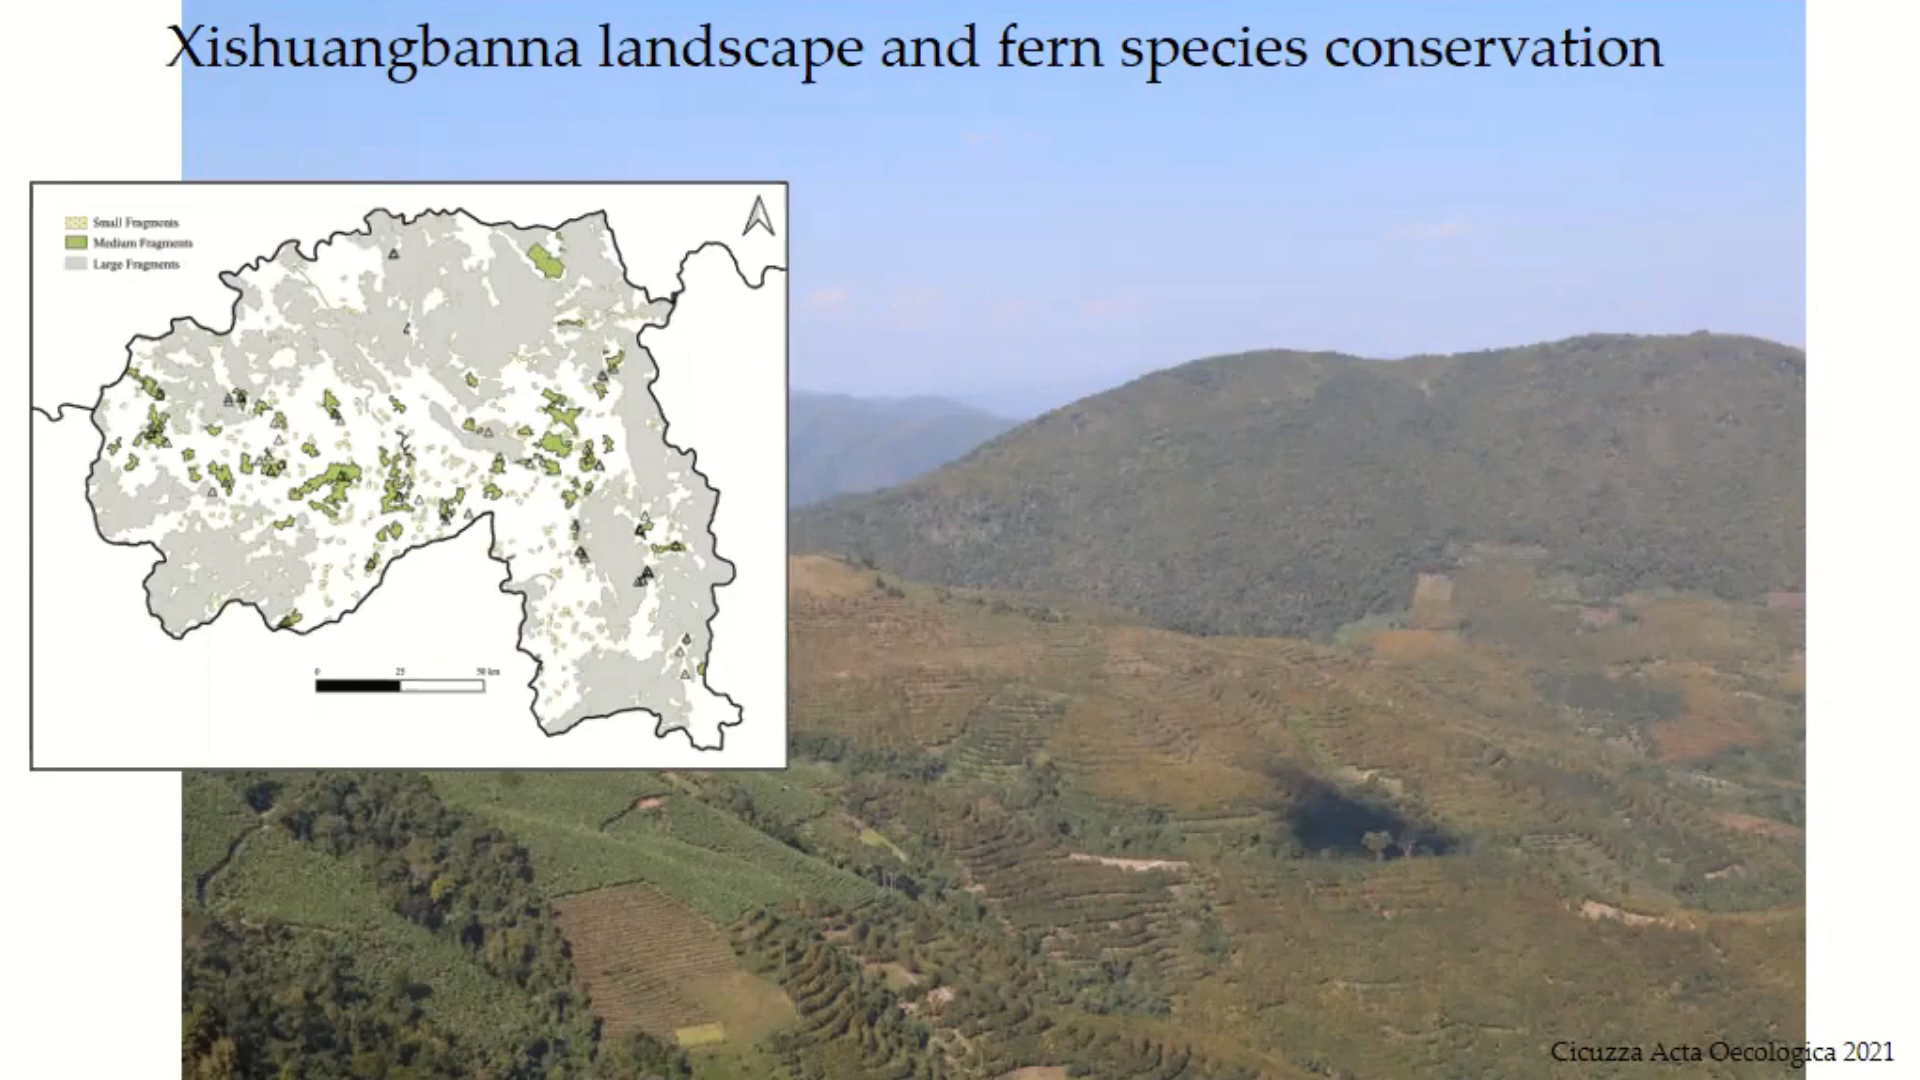 Xishuangbanna landscape and fern species conservation
Small Fragments
Medium Fragments
Large Fragments
0 25 50 km
Cicuzza Acta Oecologica 2021